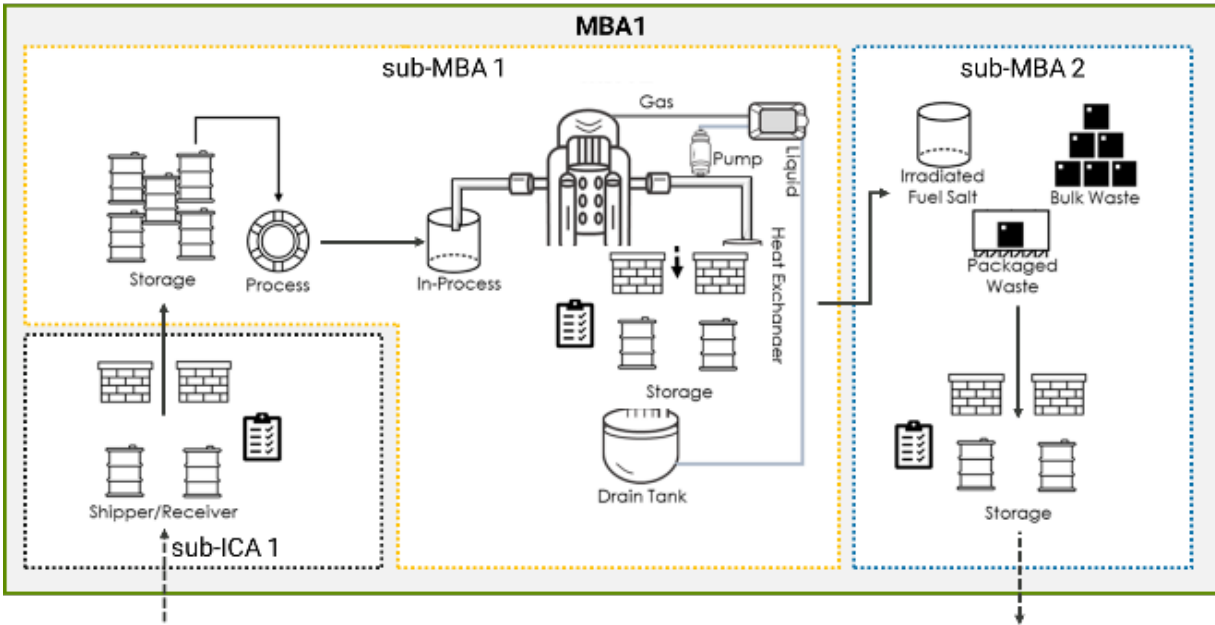 MBA1
sub-MBA 1
sub-MBA 2
Gas
Pump
Liquid
Irradiated
Fuel Salt
Bulk Waste
Packaged
Waste
Storage
Process
In-Process
Heat Exchanaer
Storage
Drain Tank
Shipper/Receiver
sub-ICA 1
Storage